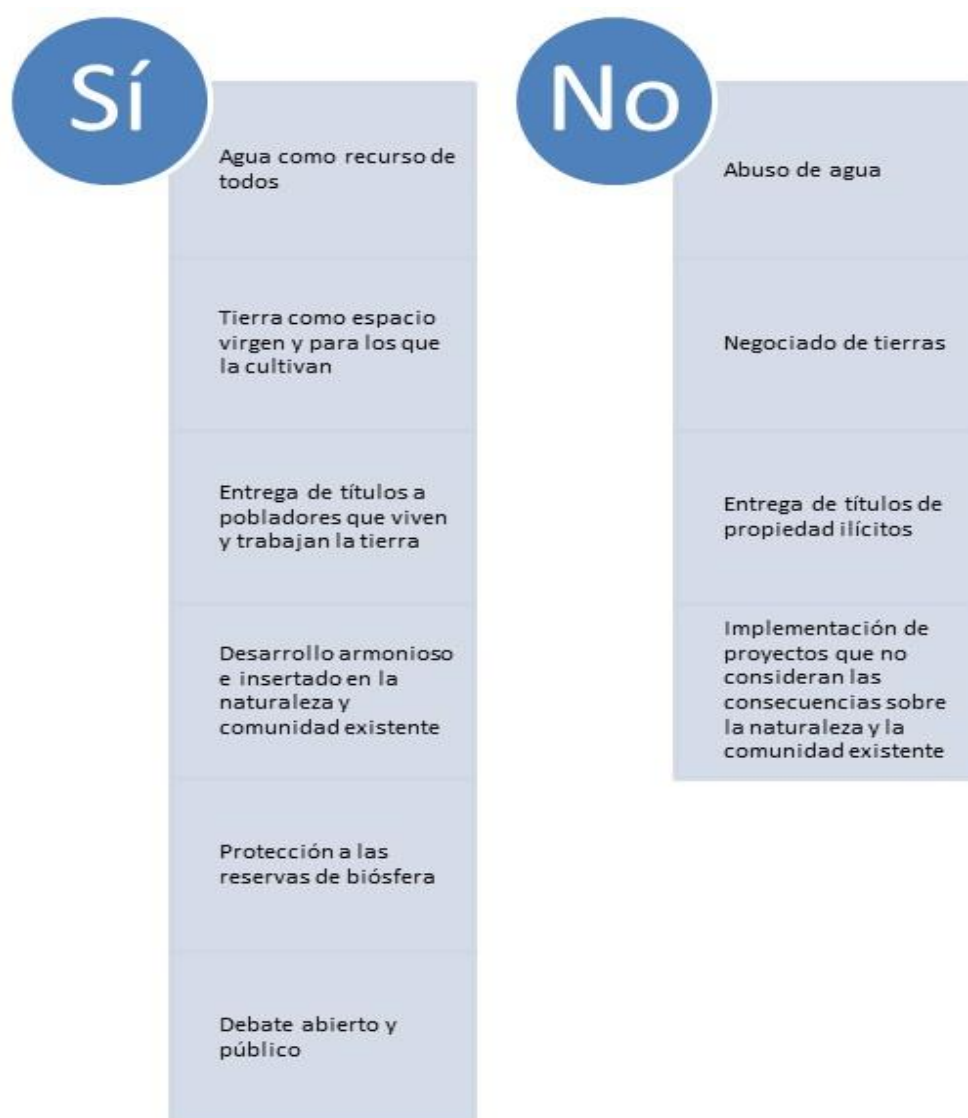 Sí
Agua como recurso de
todos
Tierra como espacio
virgen y para los que
la cultivan
Entrega de títulos a
pobladores que viven
y trabajan la tierra
Desarrollo armonioso
e insertado en la
naturaleza y
comunidad existente
Protección a las
reservas de biósfera
Debate abierto y
público
No
Abuso de agua
Negociado de tierras
Entrega de títulos de
propiedad ilícitos
Implementación de
proyectos que no
consideran las
consecuencias sobre
la naturaleza y la
comunidad existente